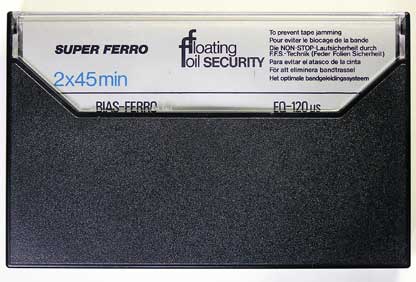 SUPER FERRO
2x45min
floating
foil SECURITY
To prevent tape jamming
Pour eviter le blocage de la bande
Die NON-STOP-Laufsicherheit durch
F.F.S.-Technik (Feder Folien Sicherheit)
Para evitar el atasco de la cinta
För att eliminera bandtrassel
Het optimale bandgeleidingssysteem
BIAS-FERRO
EQ-120µs